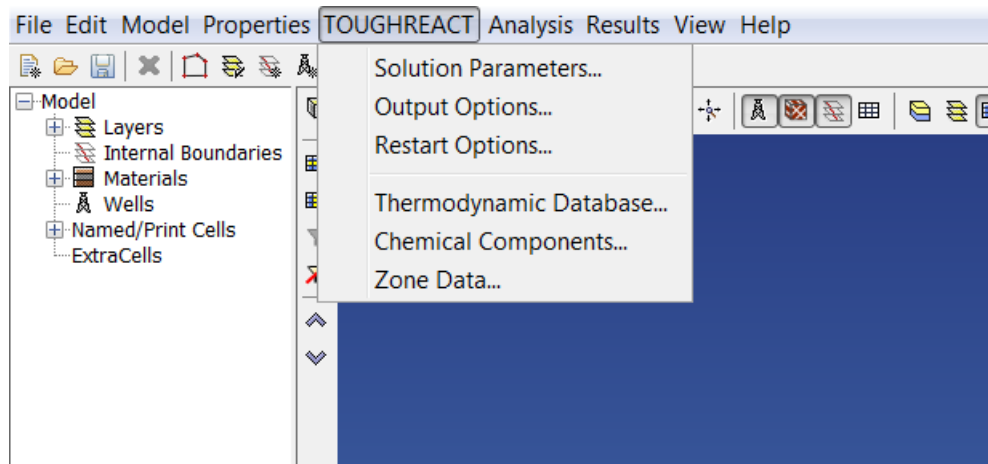 File Edit Model Properties TOUGHREACT Analysis Results View Help
Solution Parameters...
Output Options...
Restart Options...
Thermodynamic Database...
Chemical Components...
Zone Data...
Model
Layers
Internal Boundaries
Materials
Wells
Named/Print Cells
ExtraCells